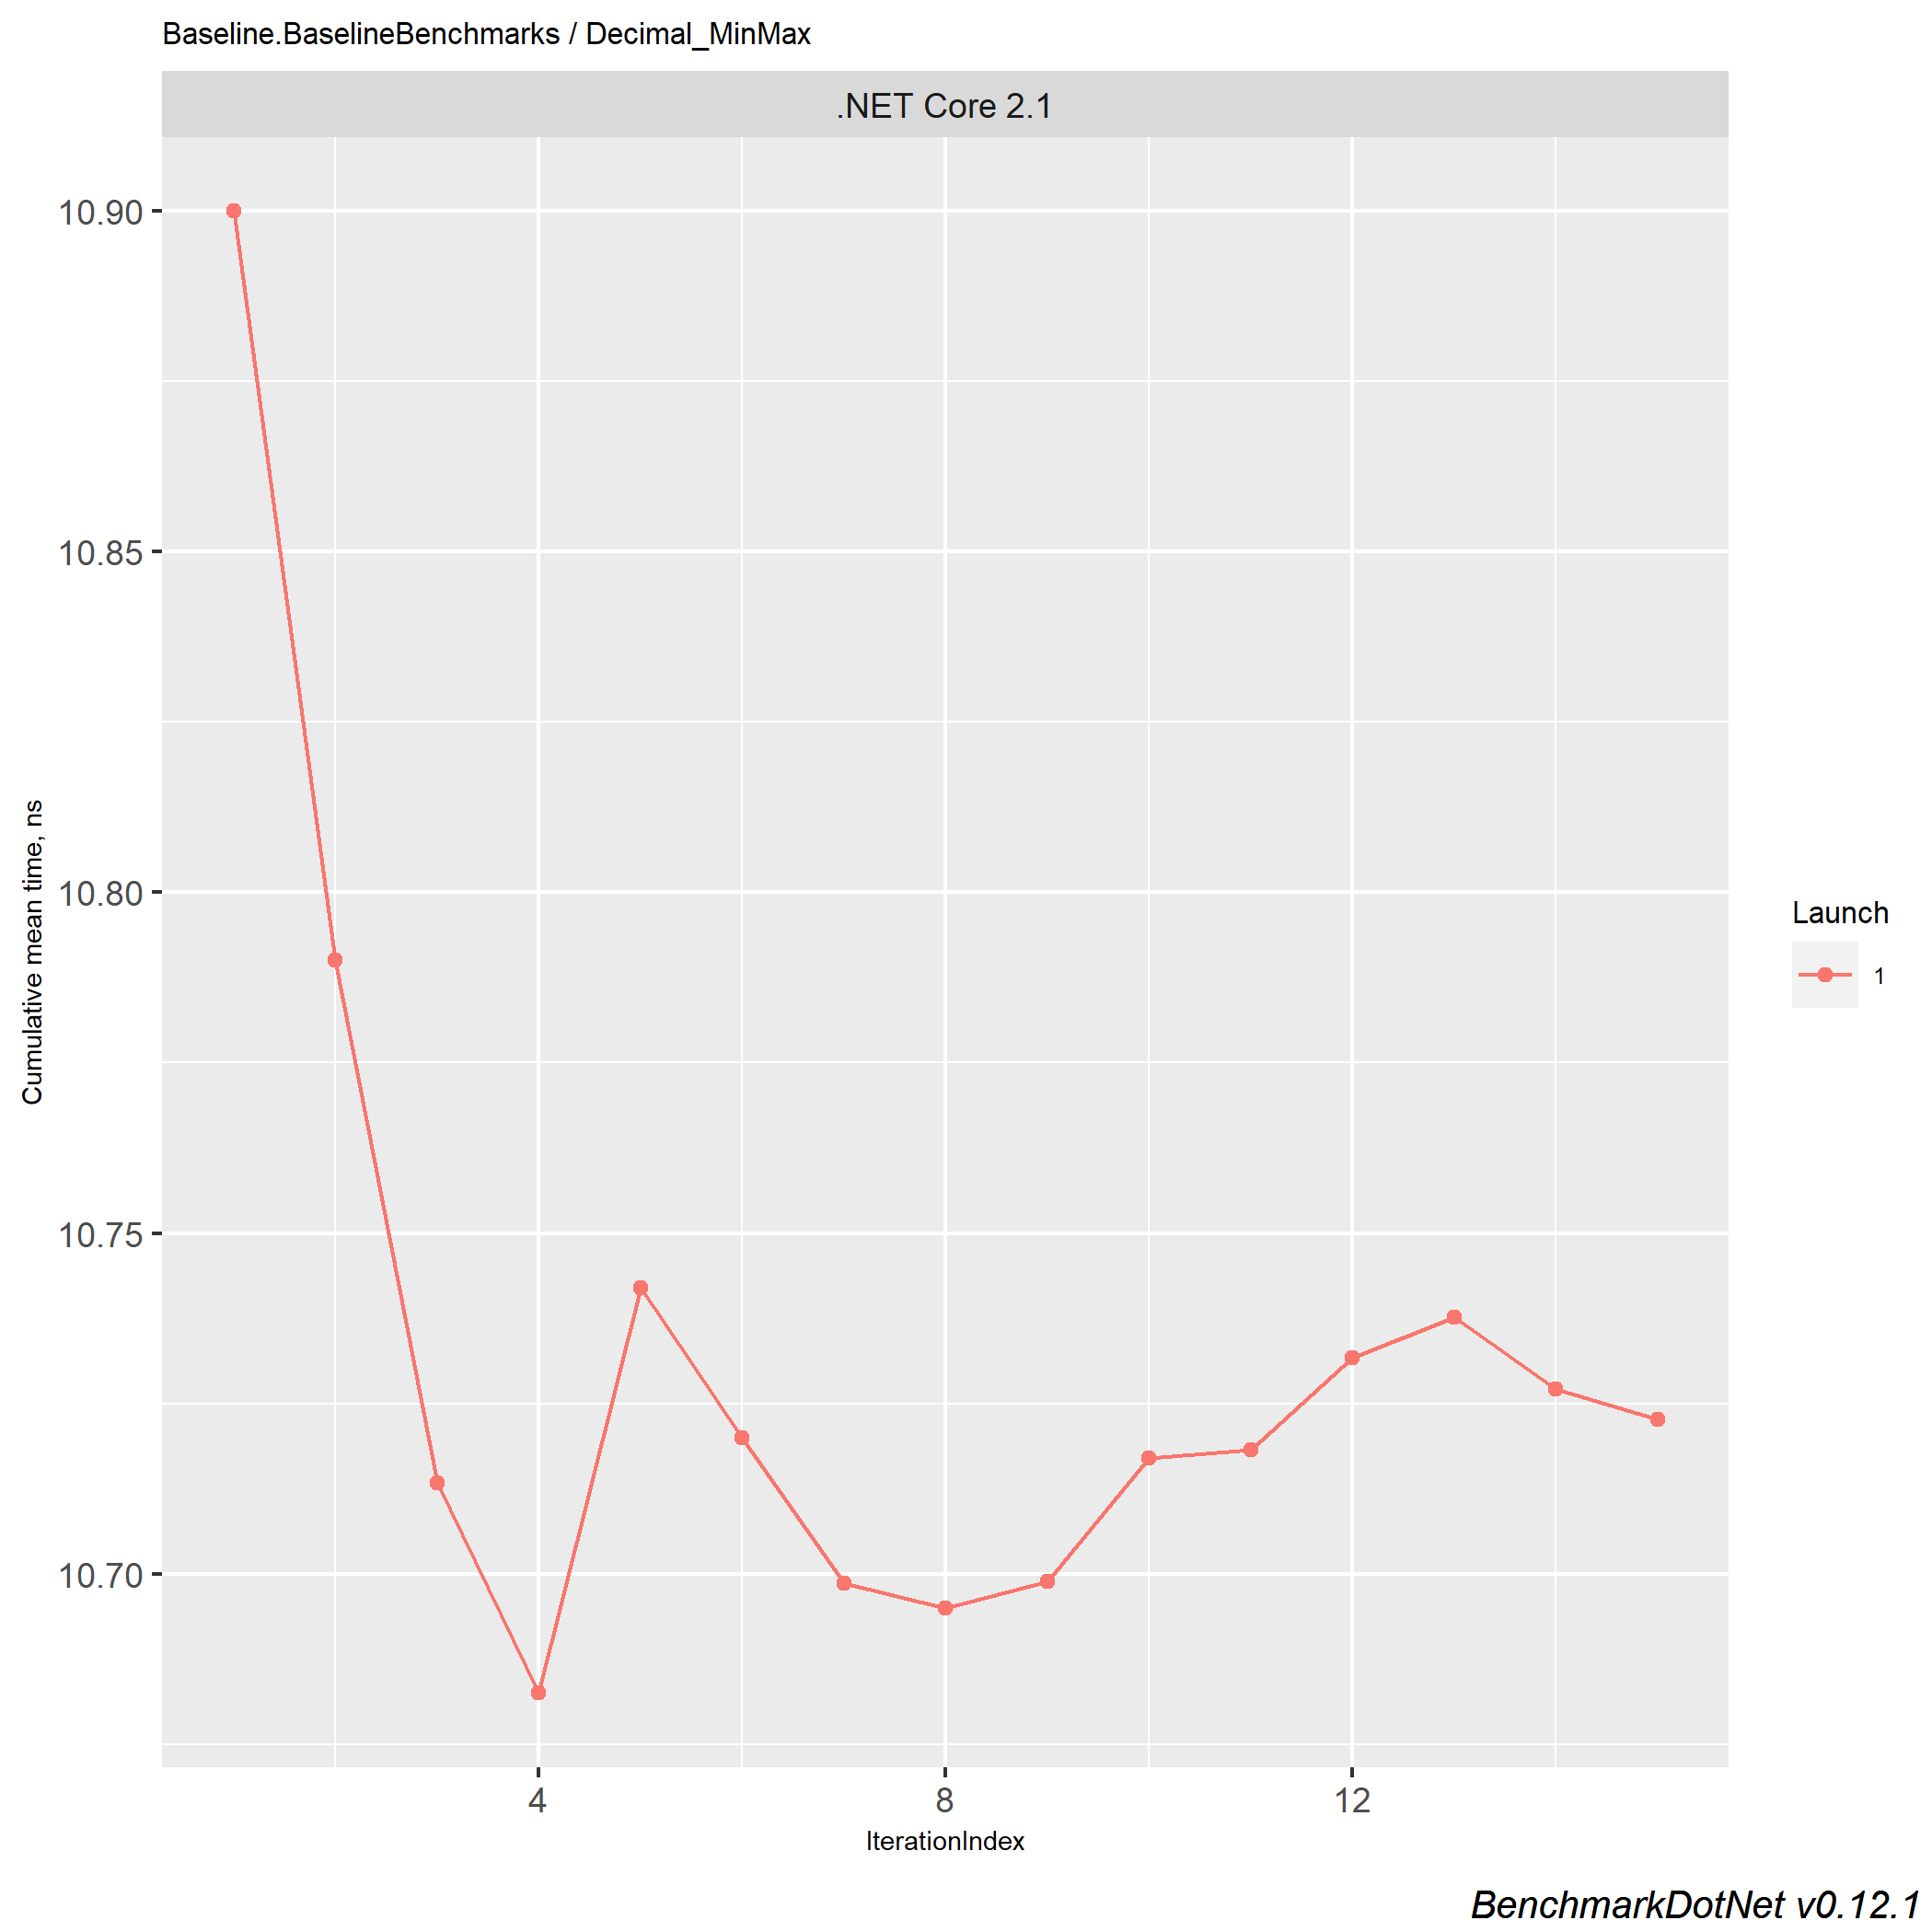 Baseline.BaselineBenchmarks / Decimal_MinMax
.NET Core 2.1
10.90
10.85
10.80
10.75
10.70
Cumulative mean time, ns
4
8
12
IterationIndex
Launch
1
BenchmarkDotNet v0.12.1